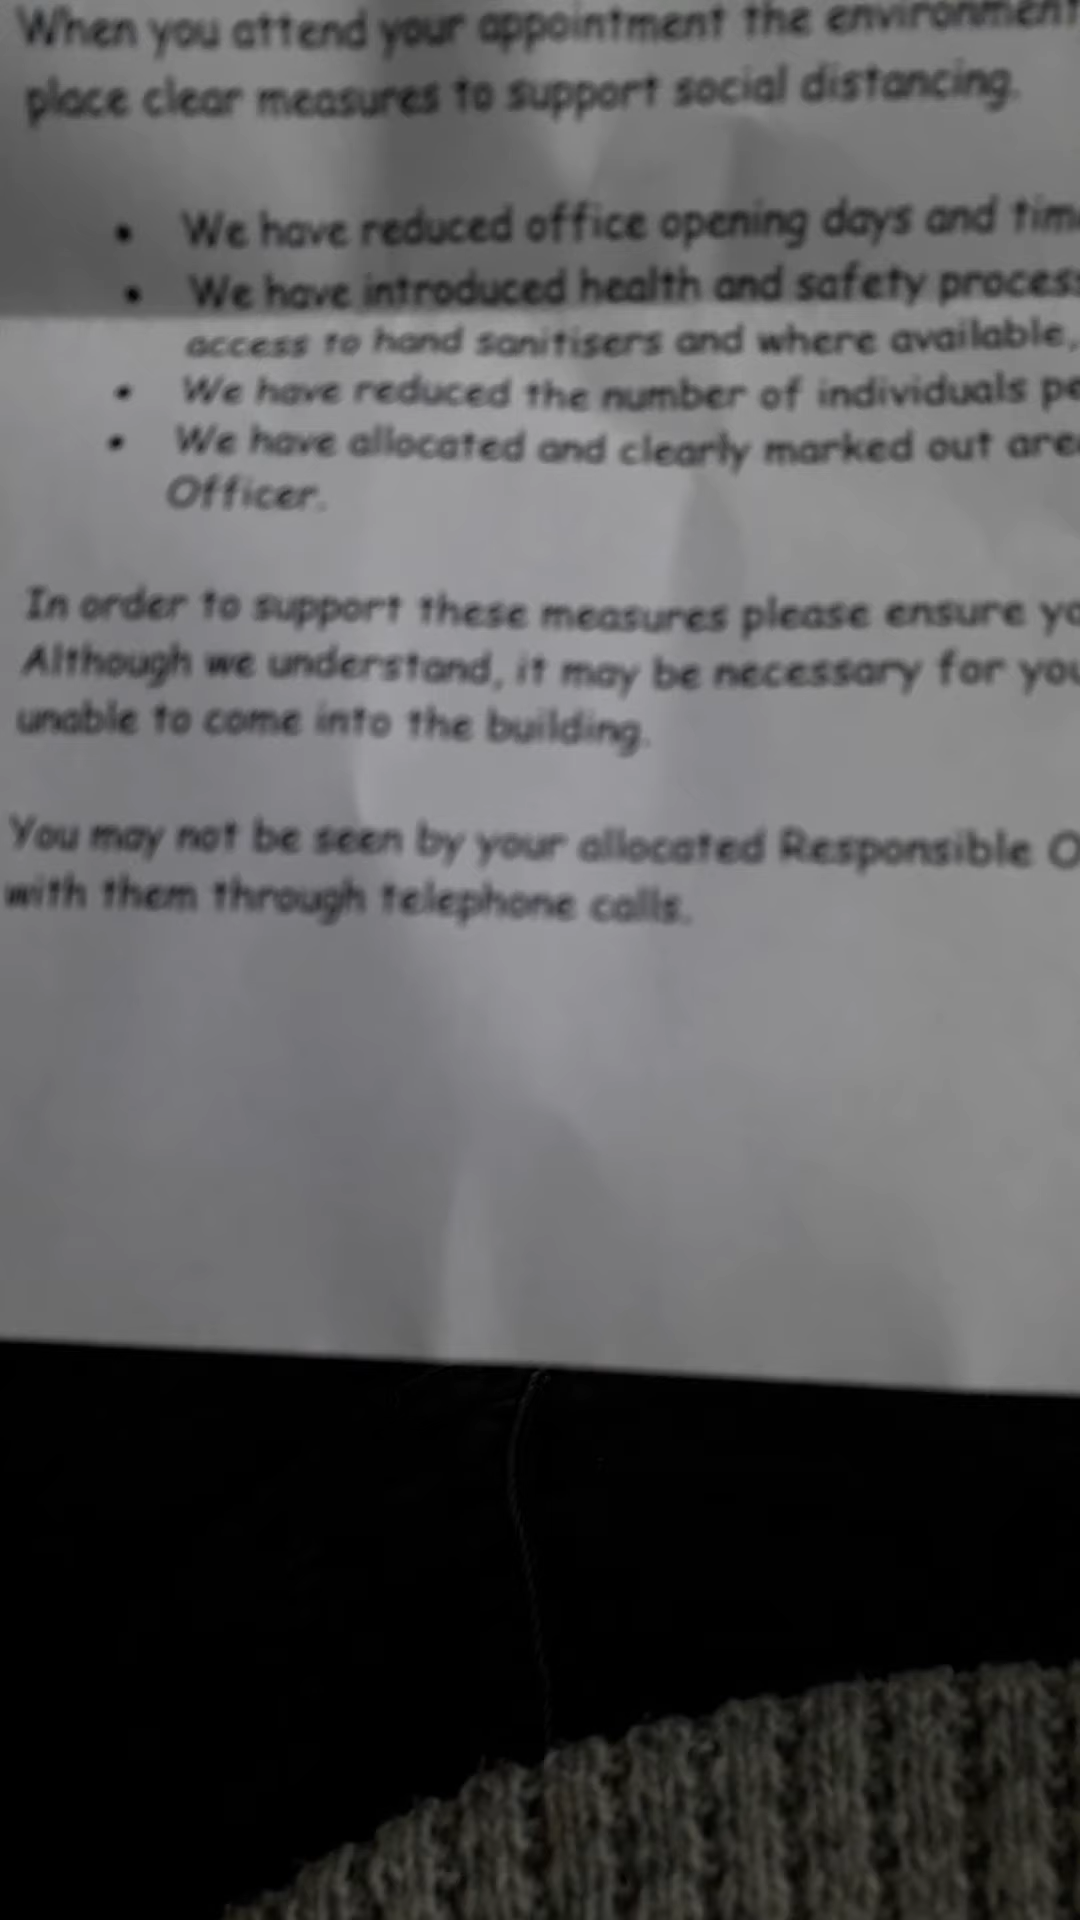 When you attend your appointment the environment
place clear measures to support social distancing.
• We have reduced office opening days and
• We have introduced health and safety
access to hand sanitisers and where available,
• We have reduced the number of individuals
• We have allocated and clearly marked out
Officer.
In order to support these measures please ensure
Although we understand, it may be necessary for
unable to come into the building.
You may not be seen by your allocated Responsible
with them through telephone calls.